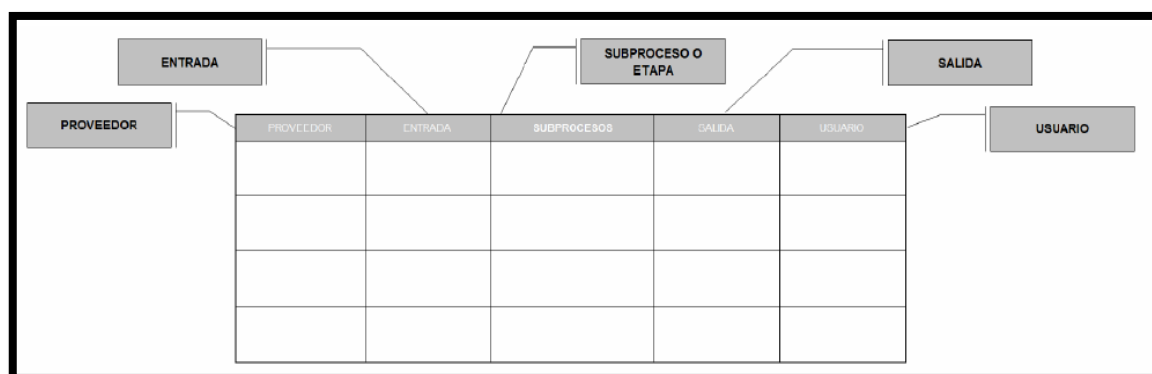 ENTRADA
SUBPROCESO O
ETAPA
SALIDA
PROVEEDOR
USUARIO
PROVEEDOR ENTRADA SUBPROCESOS SALIDA USUARIO